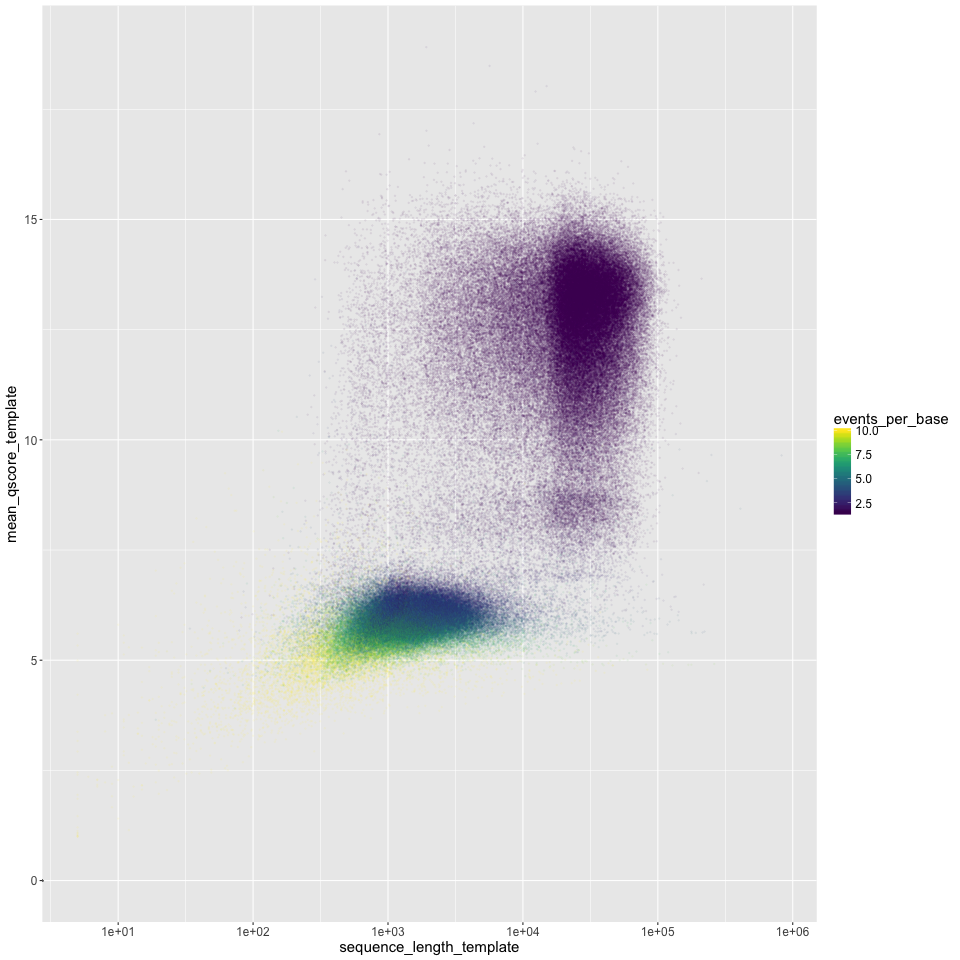 mean_qscore_template
15
10
5
0
1e+01
1e+02
1e+03
1e+04
1e+05
1e+06
sequence_length_template
events_per_base
10.0
7.5
5.0
2.5